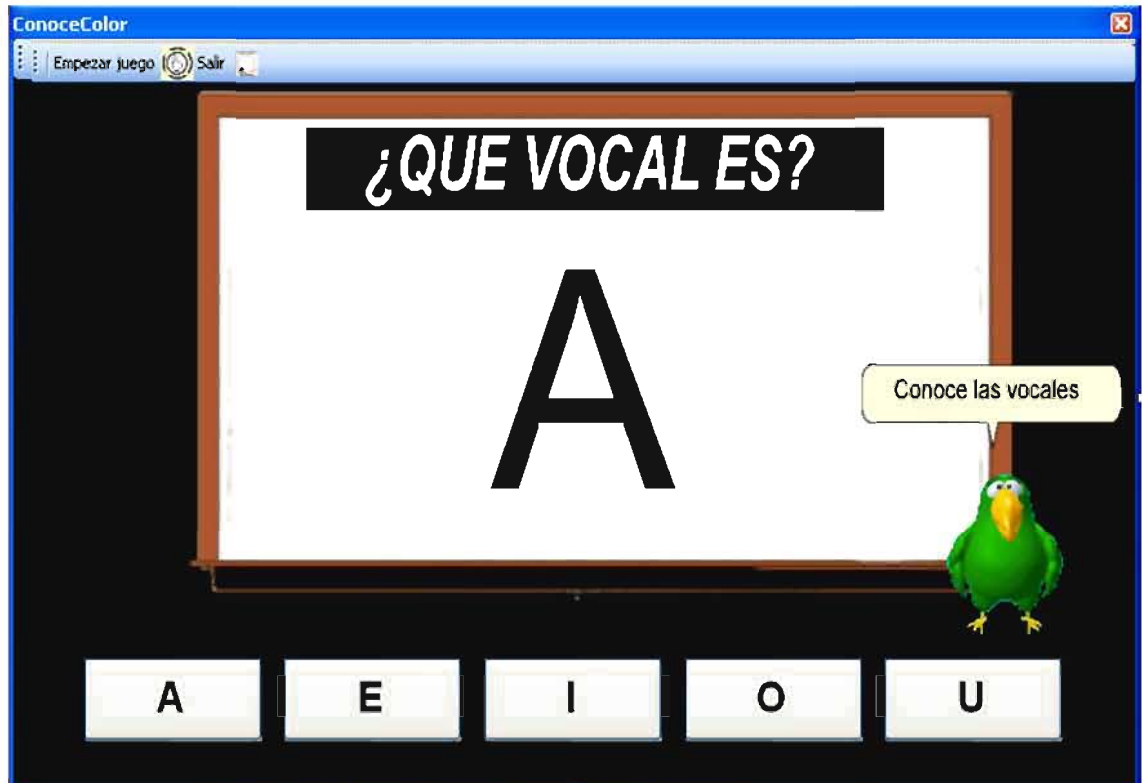 ConoceColor
Empezar juego Salir
¿QUE VOCAL ES?
A
Conoce las vocales
A E I O U